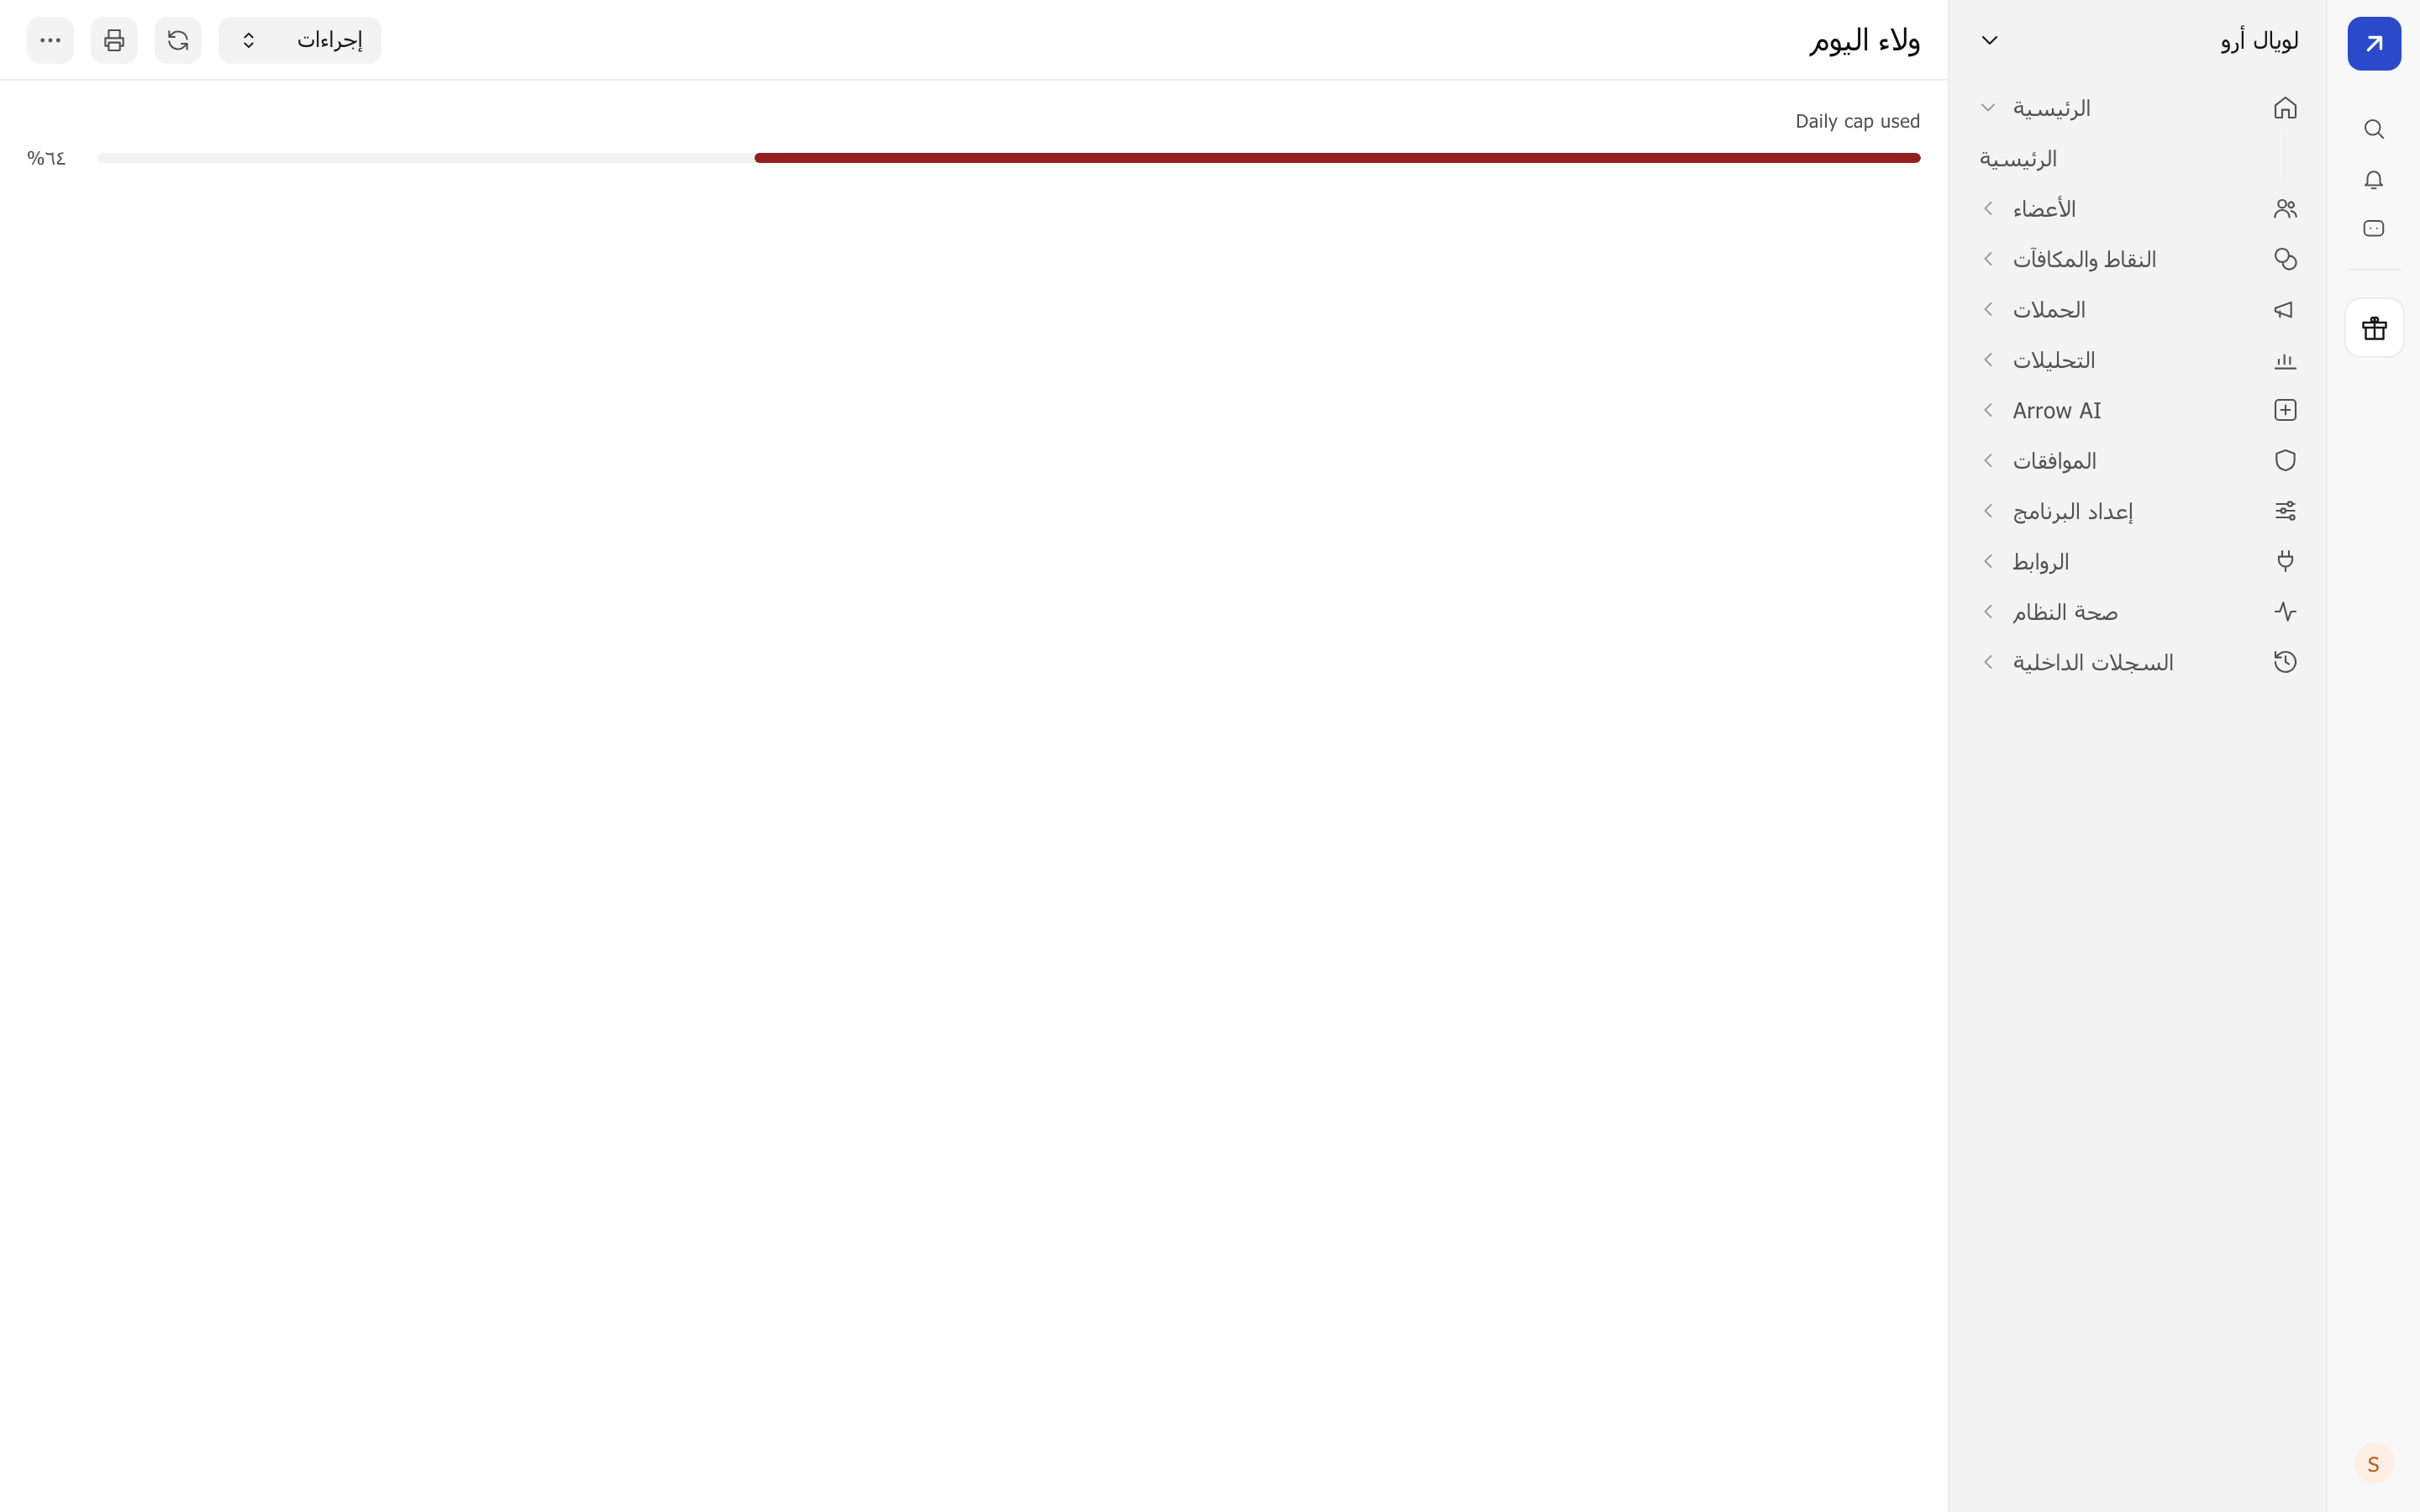 لويال أرو
الرئيسية
الرئيسية
الأعضاء
النقاط والمكافآت
الحملات
التحليلات
Arrow AI
الموافقات
إعداد البرنامج
الروابط
صحة النظام
السجلات الداخلية
S
ولاء اليوم
إجراءات
Daily cap used
٦٤%